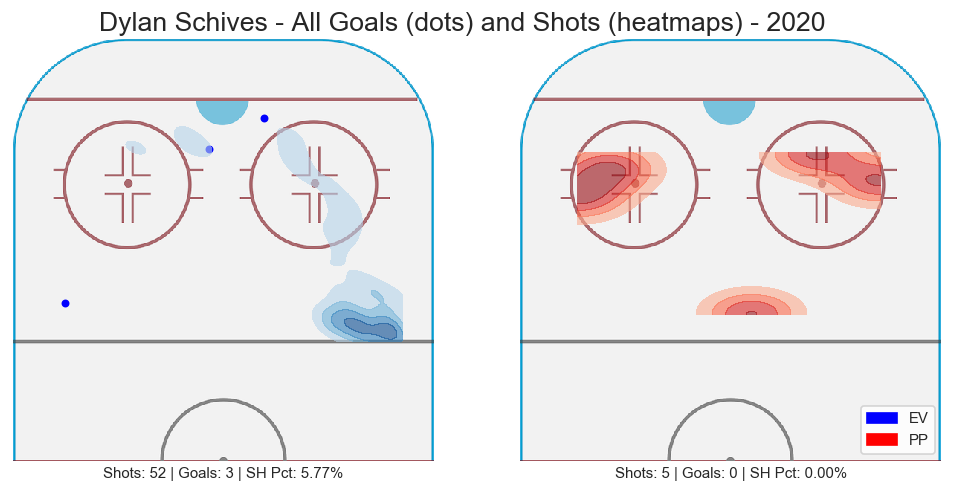 Dylan Schives - All Goals (dots) and Shots (heatmaps) - 2020
EV
PP
Shots: 52 | Goals: 3 | SH Pct: 5.77%
Shots: 5 | Goals: 0 | SH Pct: 0.00%